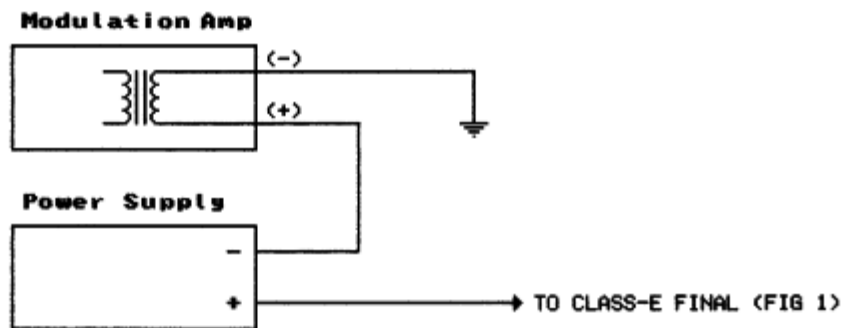 Modulation Amp
(-)
(+)
Power Supply
-
+
TO CLASS-E FINAL (FIG 1)